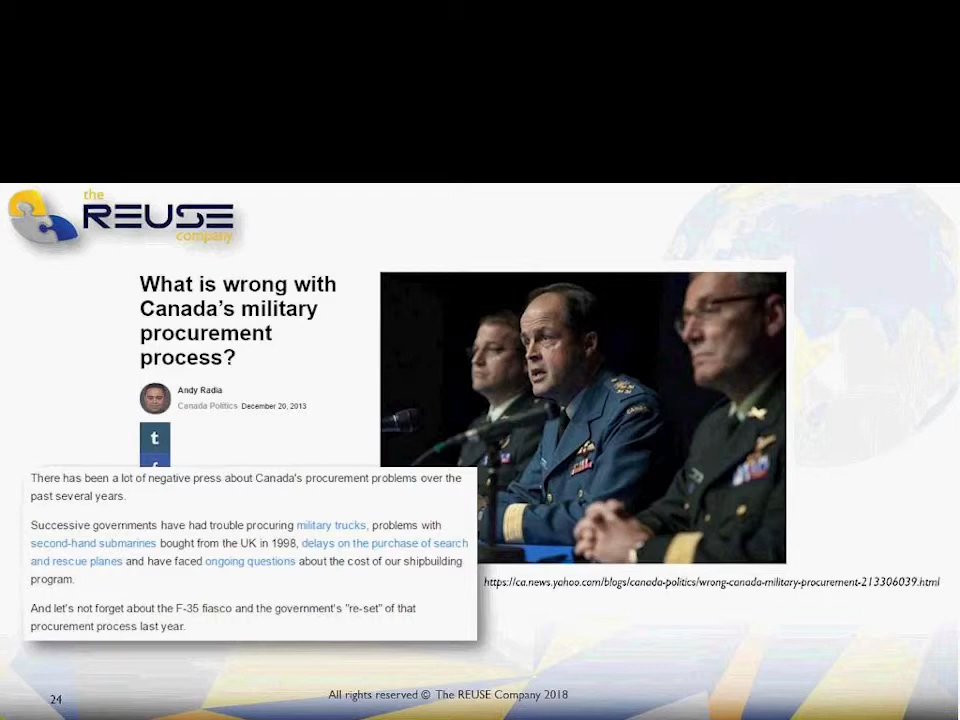 the
REUSE
company
What is wrong with
Canada's military
procurement
process?
Andy Radia
Canada Politics December 20, 2013
t
There has been a lot of negative press about Canada's procurement problems over the
past several years.
Successive governments have had trouble procuring military trucks, problems with
second-hand submarines bought from the UK in 1998, delays on the purchase of search
and rescue planes and have faced ongoing questions about the cost of our shipbuilding
program.
And let's not forget about the F-35 fiasco and the government's "re-set" of that
procurement process last year.
https://ca.news.yahoo.com/blogs/canada-politics/wrong-canada-military-procurement-213306039.html
24
All rights reserved © The REUSE Company 2018